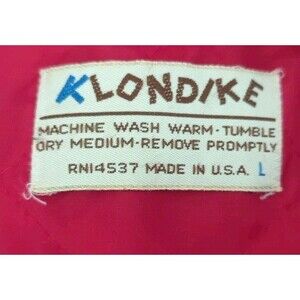 KLONDIKE
MACHINE WASH WARM-TUMBLE
DRY MEDIUM-REMOVE PROMPTLY
RN14537 MADE IN U.S.A. L